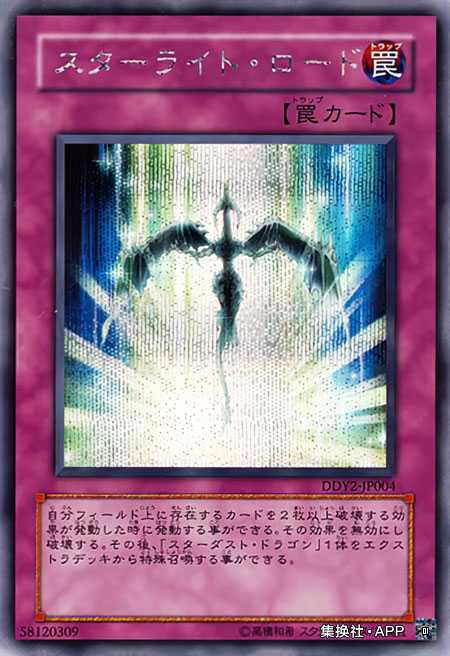 スターライト・ロード 罠
トラップ
トラップ
【罠カード】
DDY2-JP004
自分フィールド上に存在するカードを2枚以上破壊する効
果が発動した時に発動する事ができる。その効果を無効にし
破壊する。その後、「スターダスト・ドラゴン」1体をエクス
トラデッキから特殊召喚する事ができる。
58120309
©高橋和希 スタ
集換社・APP